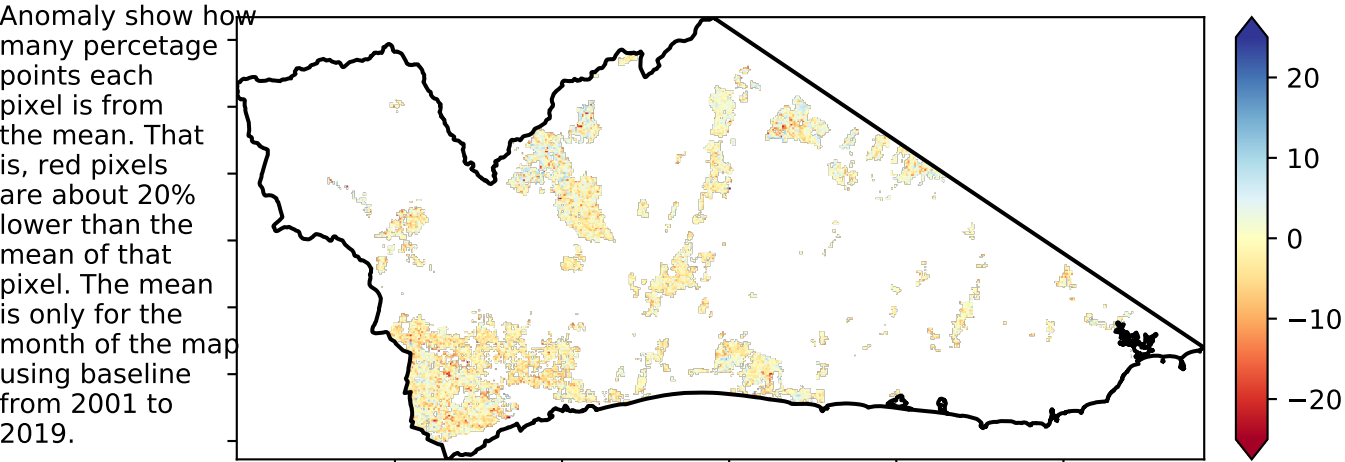 Anomaly show how
many percetage
points each
pixel is from
the mean. That
is, red pixels
are about 20%
lower than the
mean of that
pixel. The mean
is only for the
month of the map
using baseline
from 2001 to
2019.
20
10
0
−10
−20